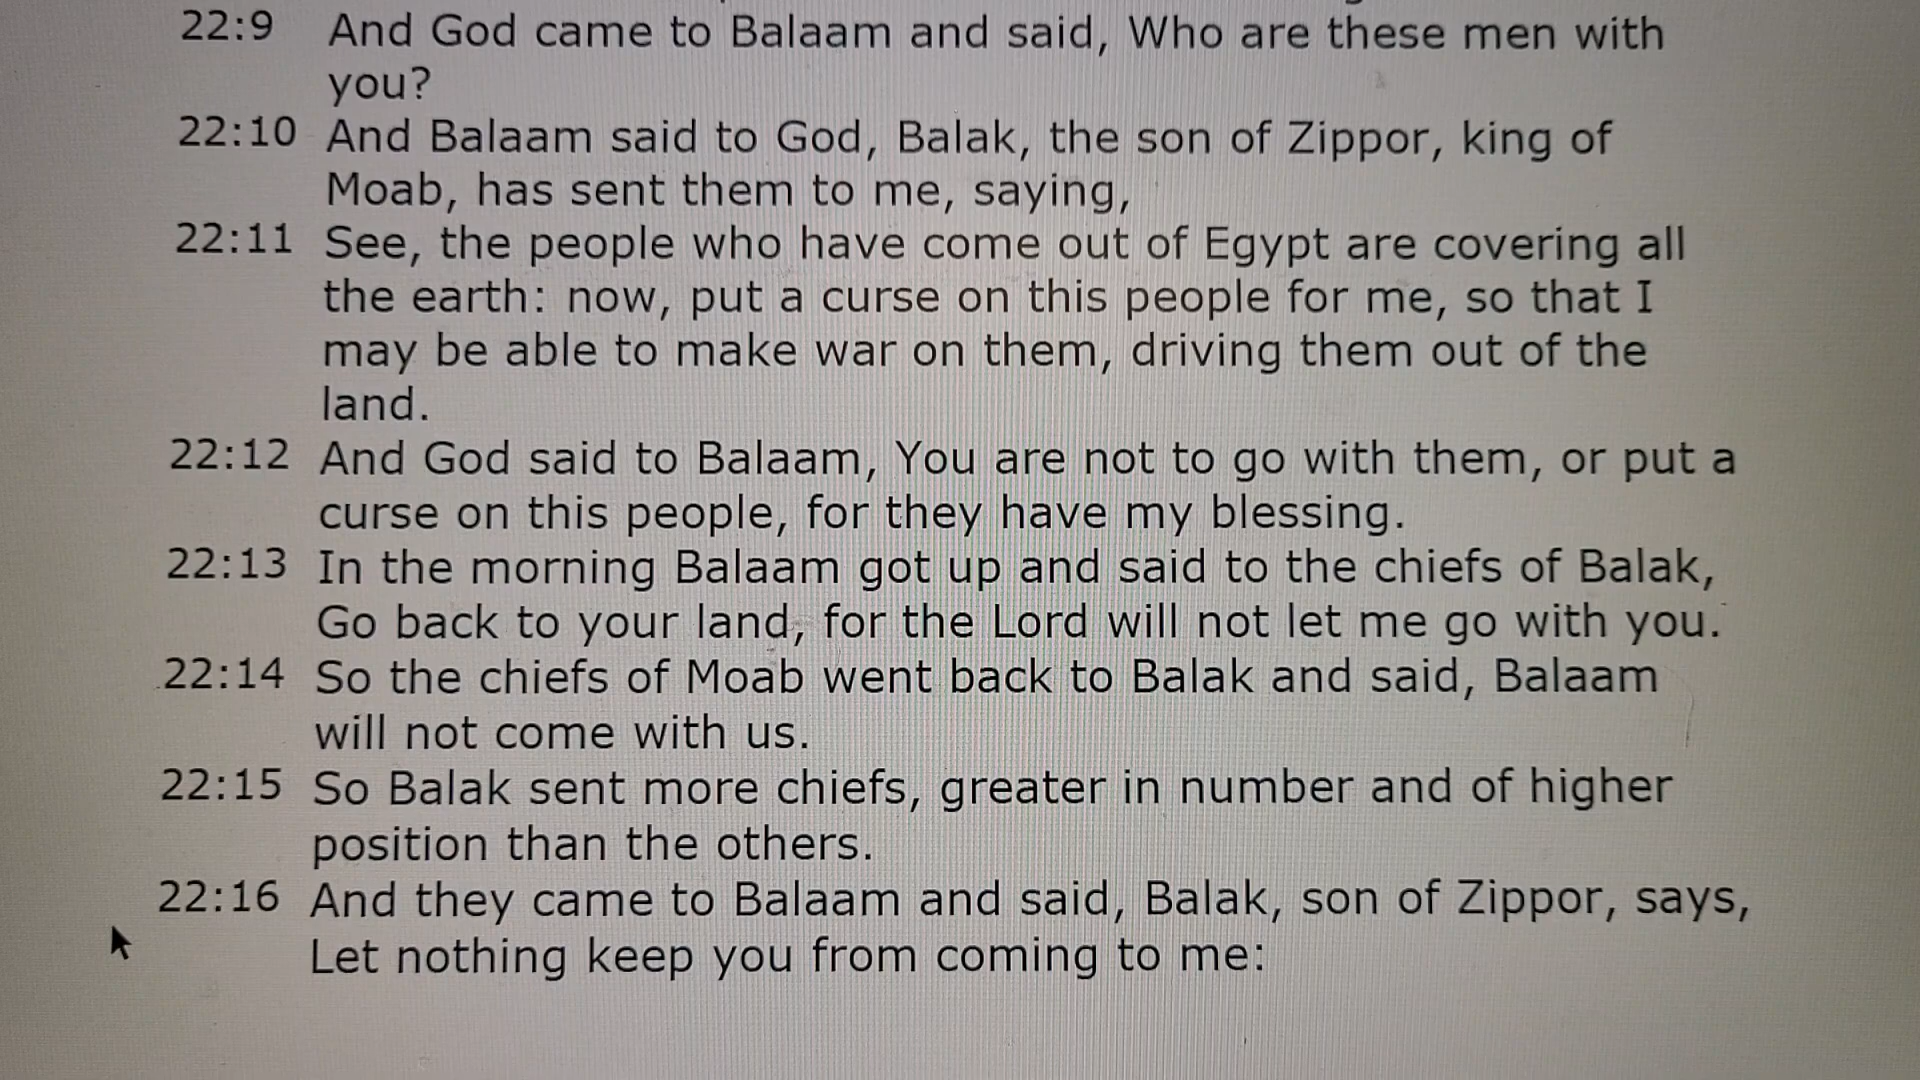 22:9 And God came to Balaam and said, Who are these men with
you?
22:10 And Balaam said to God, Balak, the son of Zippor, king of
Moab, has sent them to me, saying,
22:11 See, the people who have come out of Egypt are covering all
the earth: now, put a curse on this people for me, so that I
may be able to make war on them, driving them out of the
land.
22:12 And God said to Balaam, You are not to go with them, or put a
curse on this people, for they have my blessing.
22:13 In the morning Balaam got up and said to the chiefs of Balak,
Go back to your land, for the Lord will not let me go with you.
22:14 So the chiefs of Moab went back to Balak and said, Balaam
will not come with us.
22:15 So Balak sent more chiefs, greater in number and of higher
position than the others.
22:16 And they came to Balaam and said, Balak, son of Zippor, says,
Let nothing keep you from coming to me: